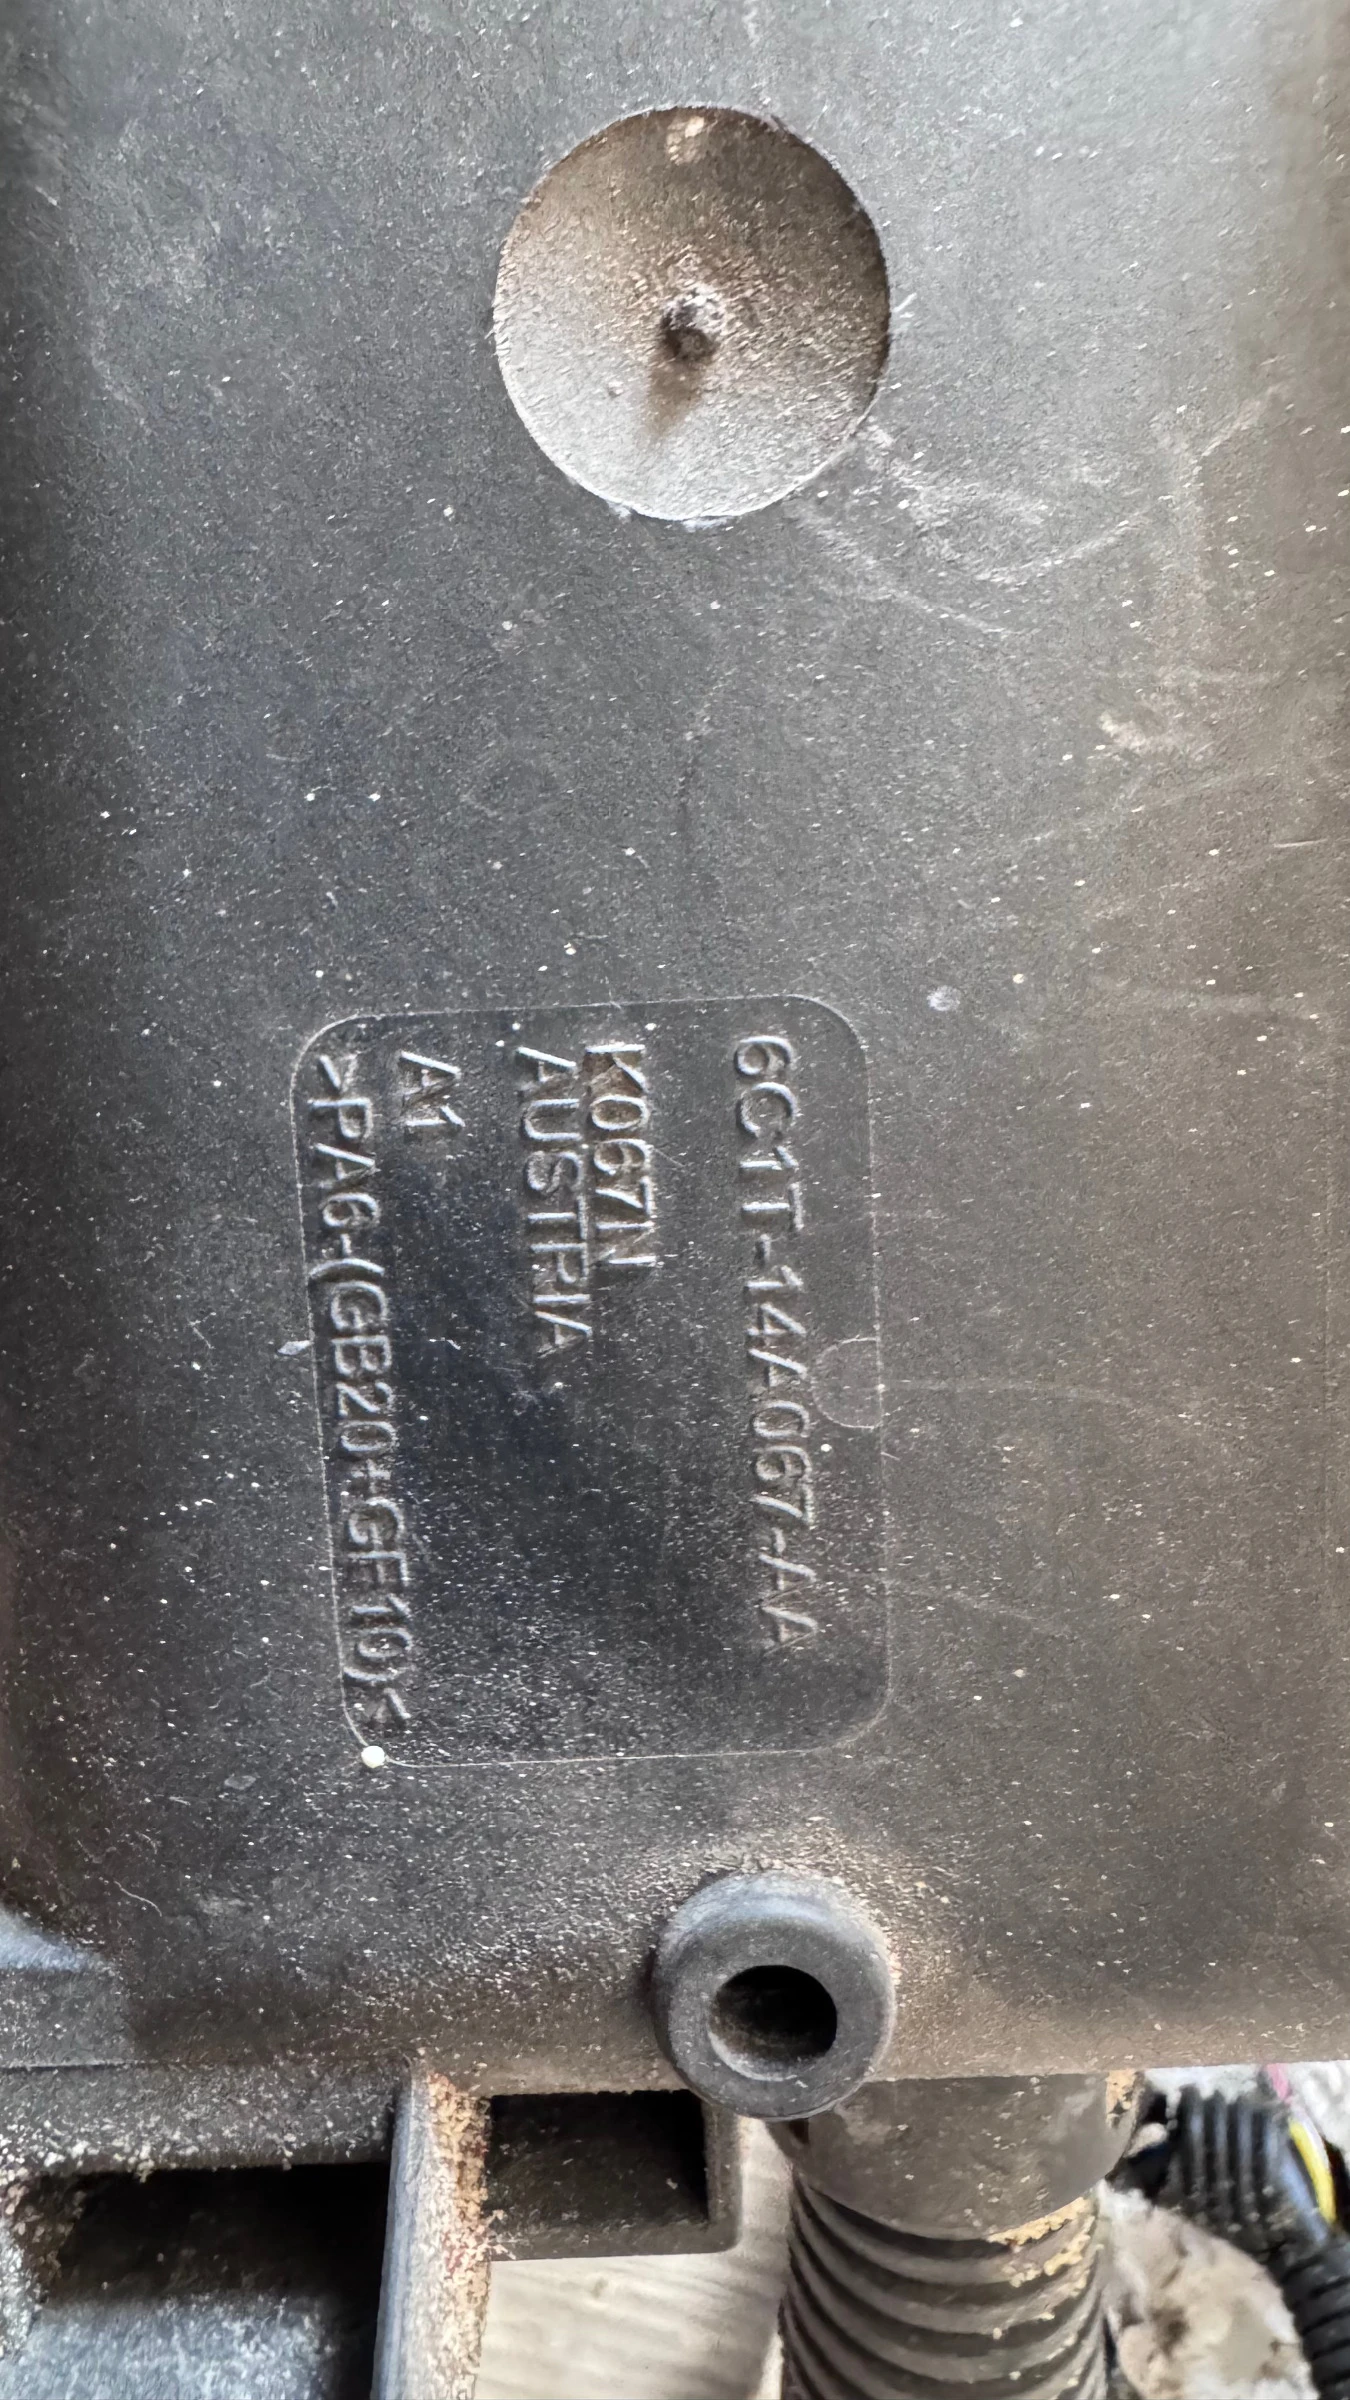 6C1T-14A067-AA
K067N
AUSTRIA
A1
>PA6-(GB20+GF10)<